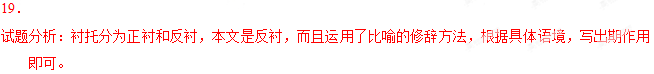 19．
试题分析：衬托分为正衬和反衬，本文是反衬，而且运用了比喻的修辞方法，根据具体语境，写出期作用
即可。